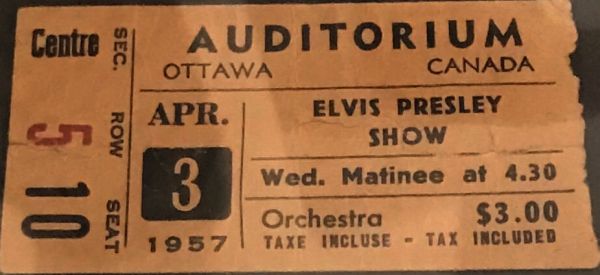 Centre SEC.
5 ROW
10 SEAT
AUDITORIUM
OTTAWA CANADA
APR.
3
1957
ELVIS PRESLEY
SHOW
Wed. Matinee at 4.30
Orchestra $3.00
TAXE INCLUSE - TAX INCLUDED